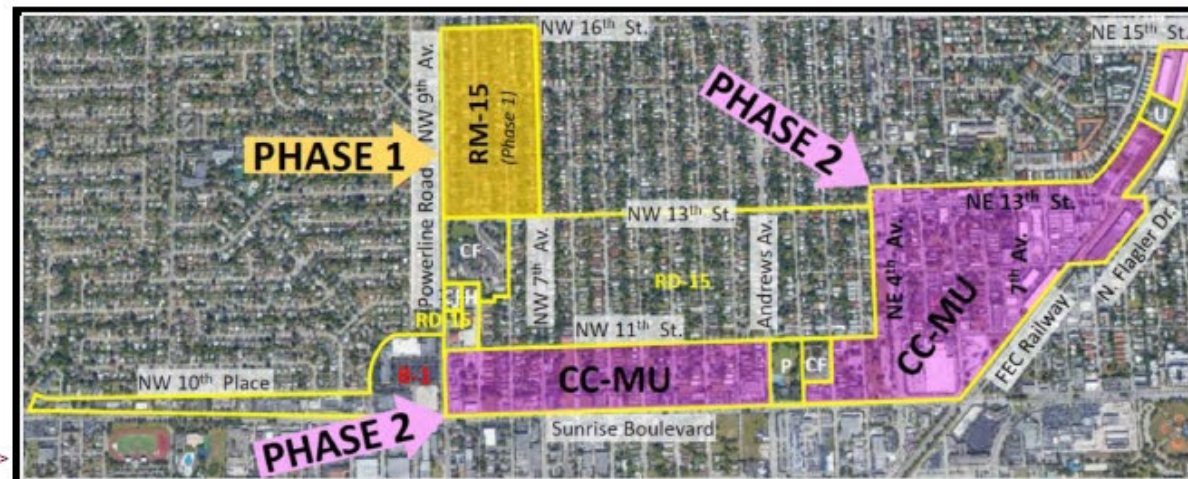 NW 16th St.
NE 15th St.
Powerline Road NW 9th Av.
RM-15
(Phase 1)
PHASE 1
PHASE 2
U
NW 13th St.
NE 13th St.
CF
NW 7th Av.
RD-15
Andrews Av.
NE 4th Av.
7th Av.
N. Flagler Dr.
H
RD-15
NW 11th St.
FEC Railway
CC-MU
NW 10th Place
B-1
CC-MU
P
CF
PHASE 2
Sunrise Boulevard
>